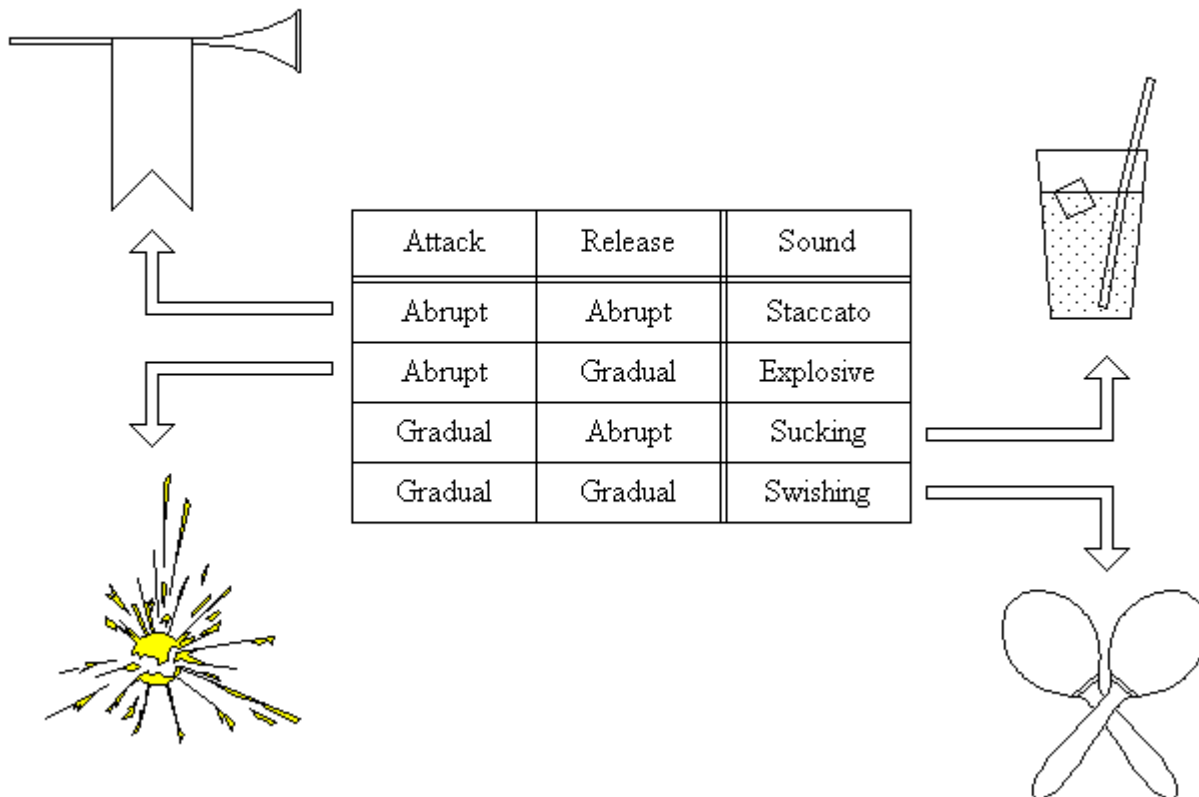 Attack Release Sound
Abrupt Abrupt Staccato
Abrupt Gradual Explosive
Gradual Abrupt Sucking
Gradual Gradual Swishing